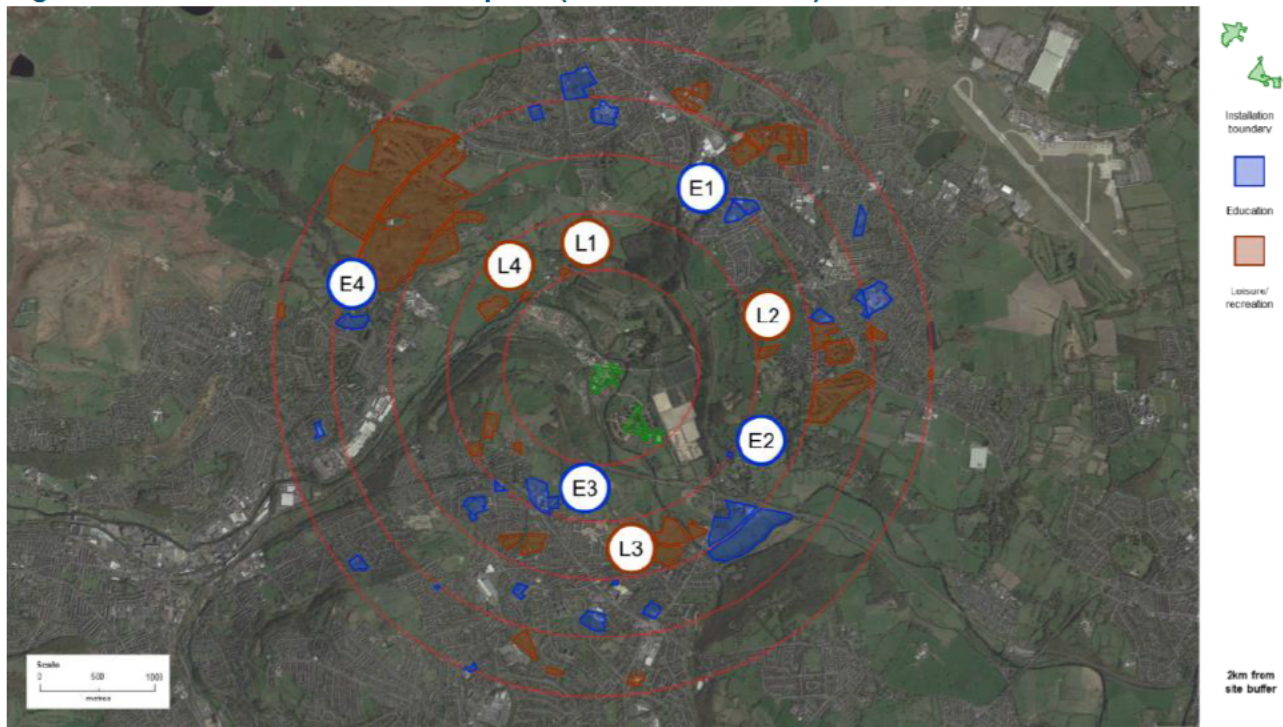 E1
L1
L4
E4
L2
E2
E3
L3
Scale
0 500 1000
metres
Installation
boundary
Education
Leisure/
recreation
2km from
site buffer